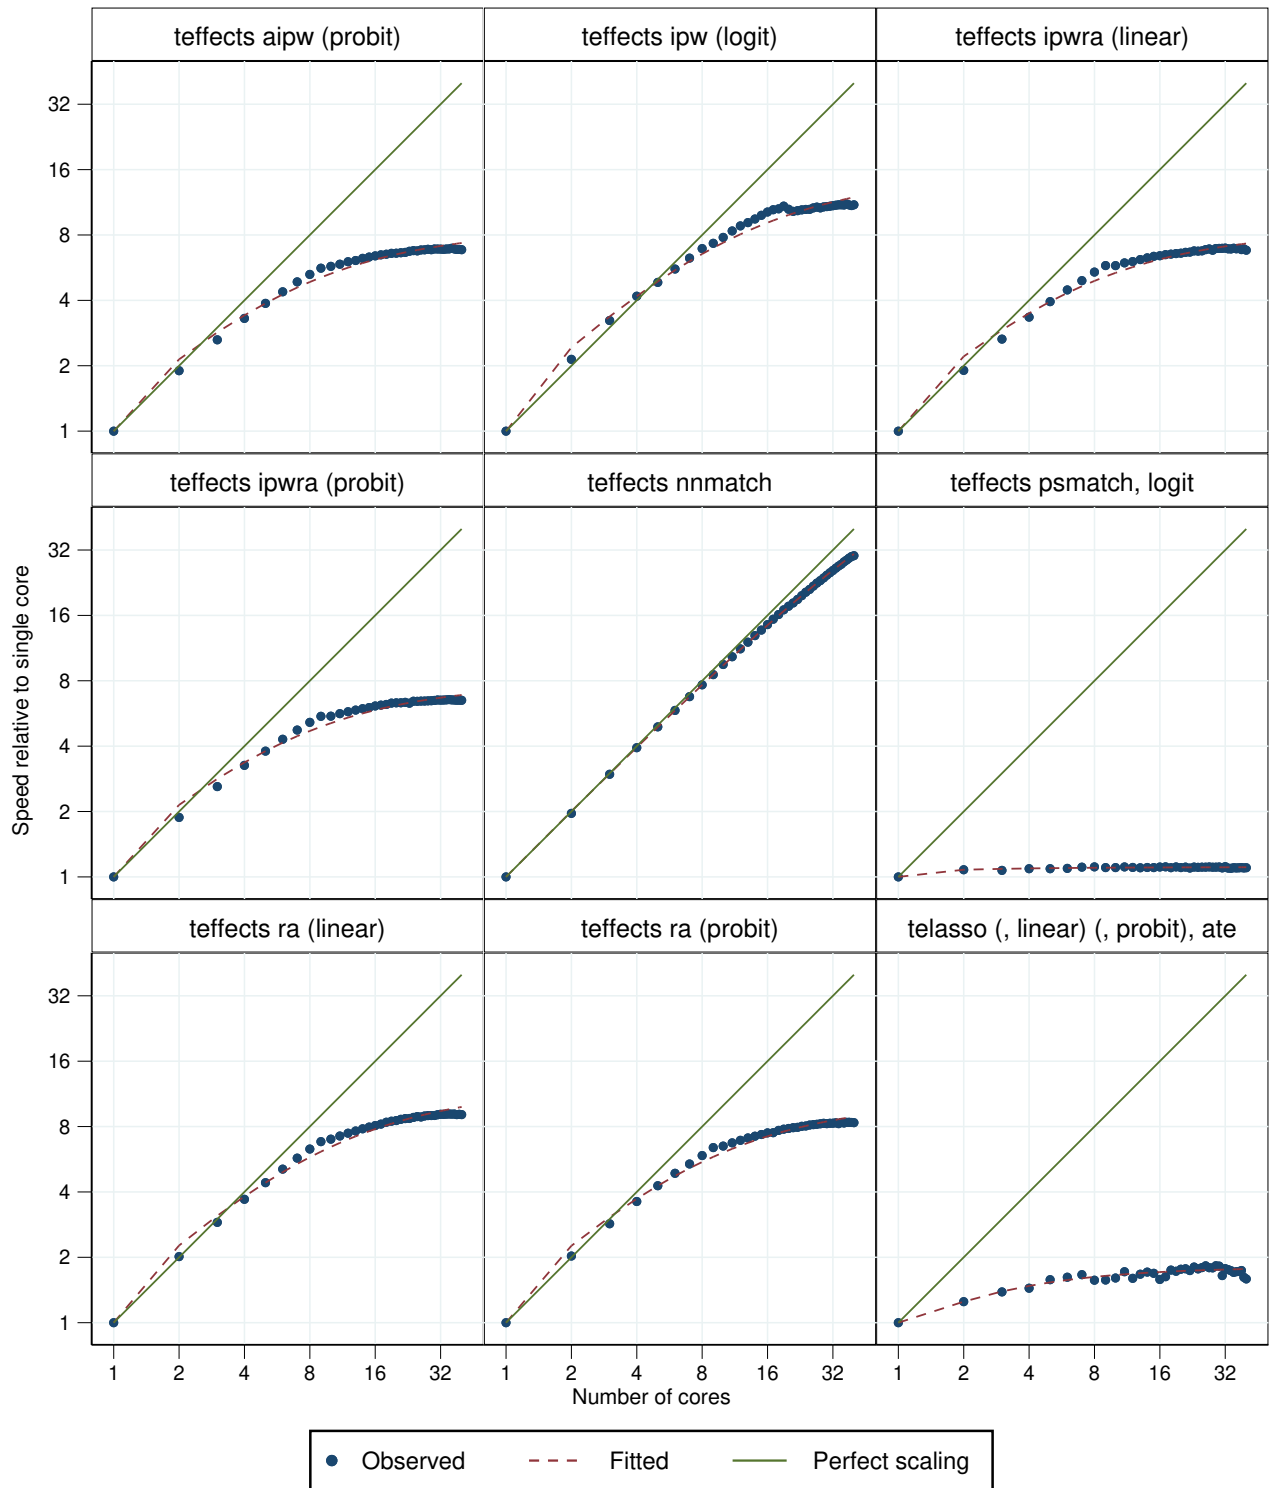 teffects aipw (probit)
teffects ipw (logit)
teffects ipwra (linear)
32
16
8
4
2
1
teffects ipwra (probit)
teffects nnmatch
teffects psmatch, logit
32
16
8
4
2
1
Speed relative to single core
teffects ra (linear)
teffects ra (probit)
telasso (, linear) (, probit), ate
32
16
8
4
2
1
1 2 4 8 16 32
1 2 4 8 16 32
1 2 4 8 16 32
Number of cores
Observed
Fitted
Perfect scaling